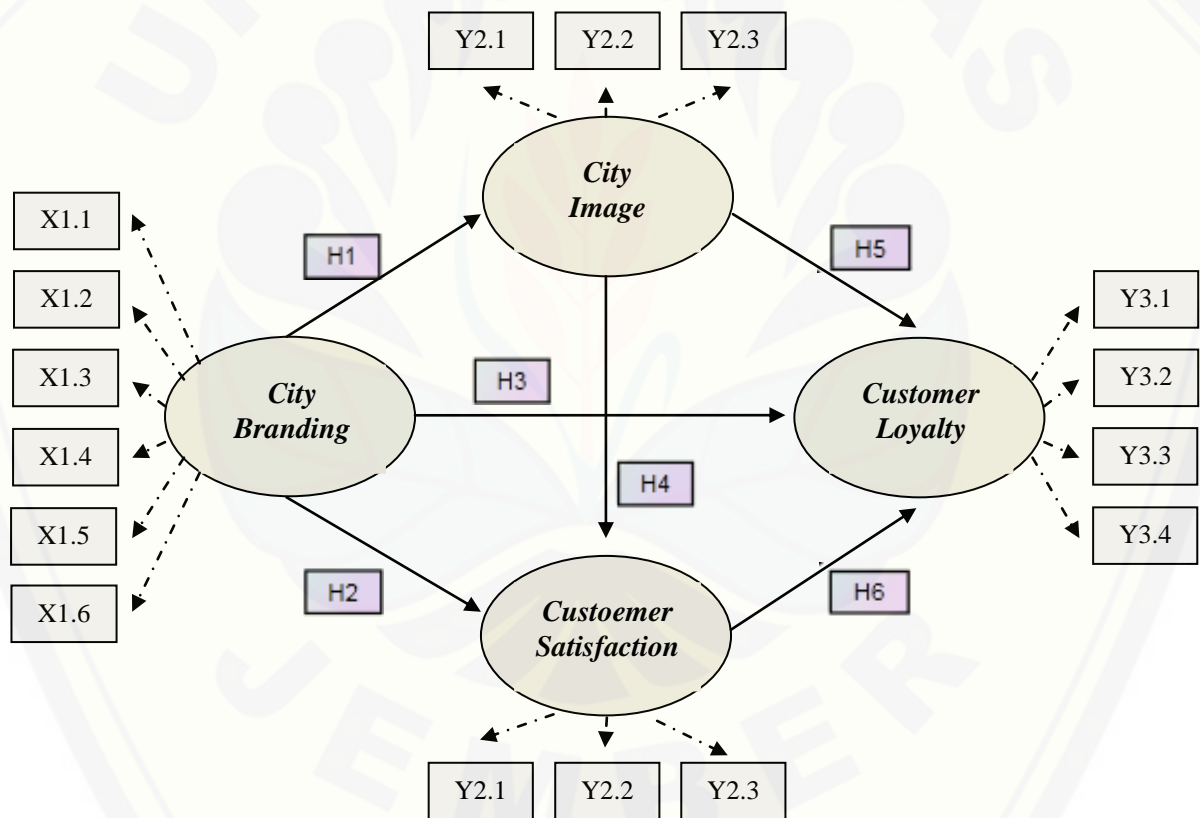 Y2.1 Y2.2 Y2.3
City
Image
X1.1
H1
H5
X1.2
Y3.1
X1.3
H3
City
Branding
Customer
Loyalty
Y3.2
X1.4
Y3.3
H4
X1.5
Y3.4
H2
H6
X1.6
Custoemer
Satisfaction
Y2.1 Y2.2 Y2.3
JEMBER